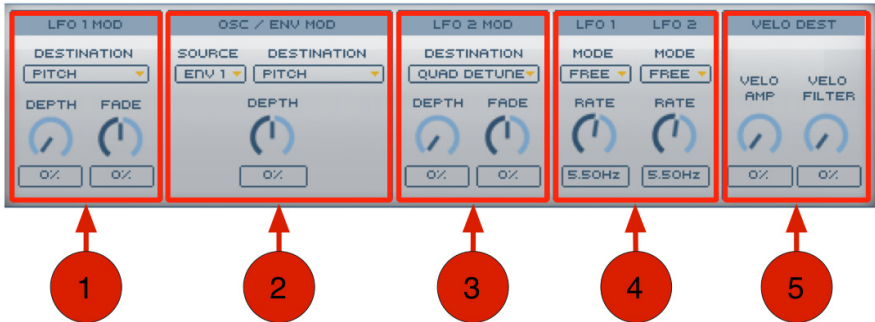 LFO 1 MOD
OSC / ENV MOD
LFO 2 MOD
LFO 1 LFO 2
VELO DEST
DESTINATION
SOURCE DESTINATION
DESTINATION
MODE MODE
PITCH
ENV 1 PITCH
QUAD DETUNE
FREE FREE
VELO AMP
VELO FILTER
DEPTH FADE
DEPTH
DEPTH FADE
RATE RATE
0% 0%
0%
0% 0%
5.50Hz 5.50Hz
0% 0%
1 2 3 4 5